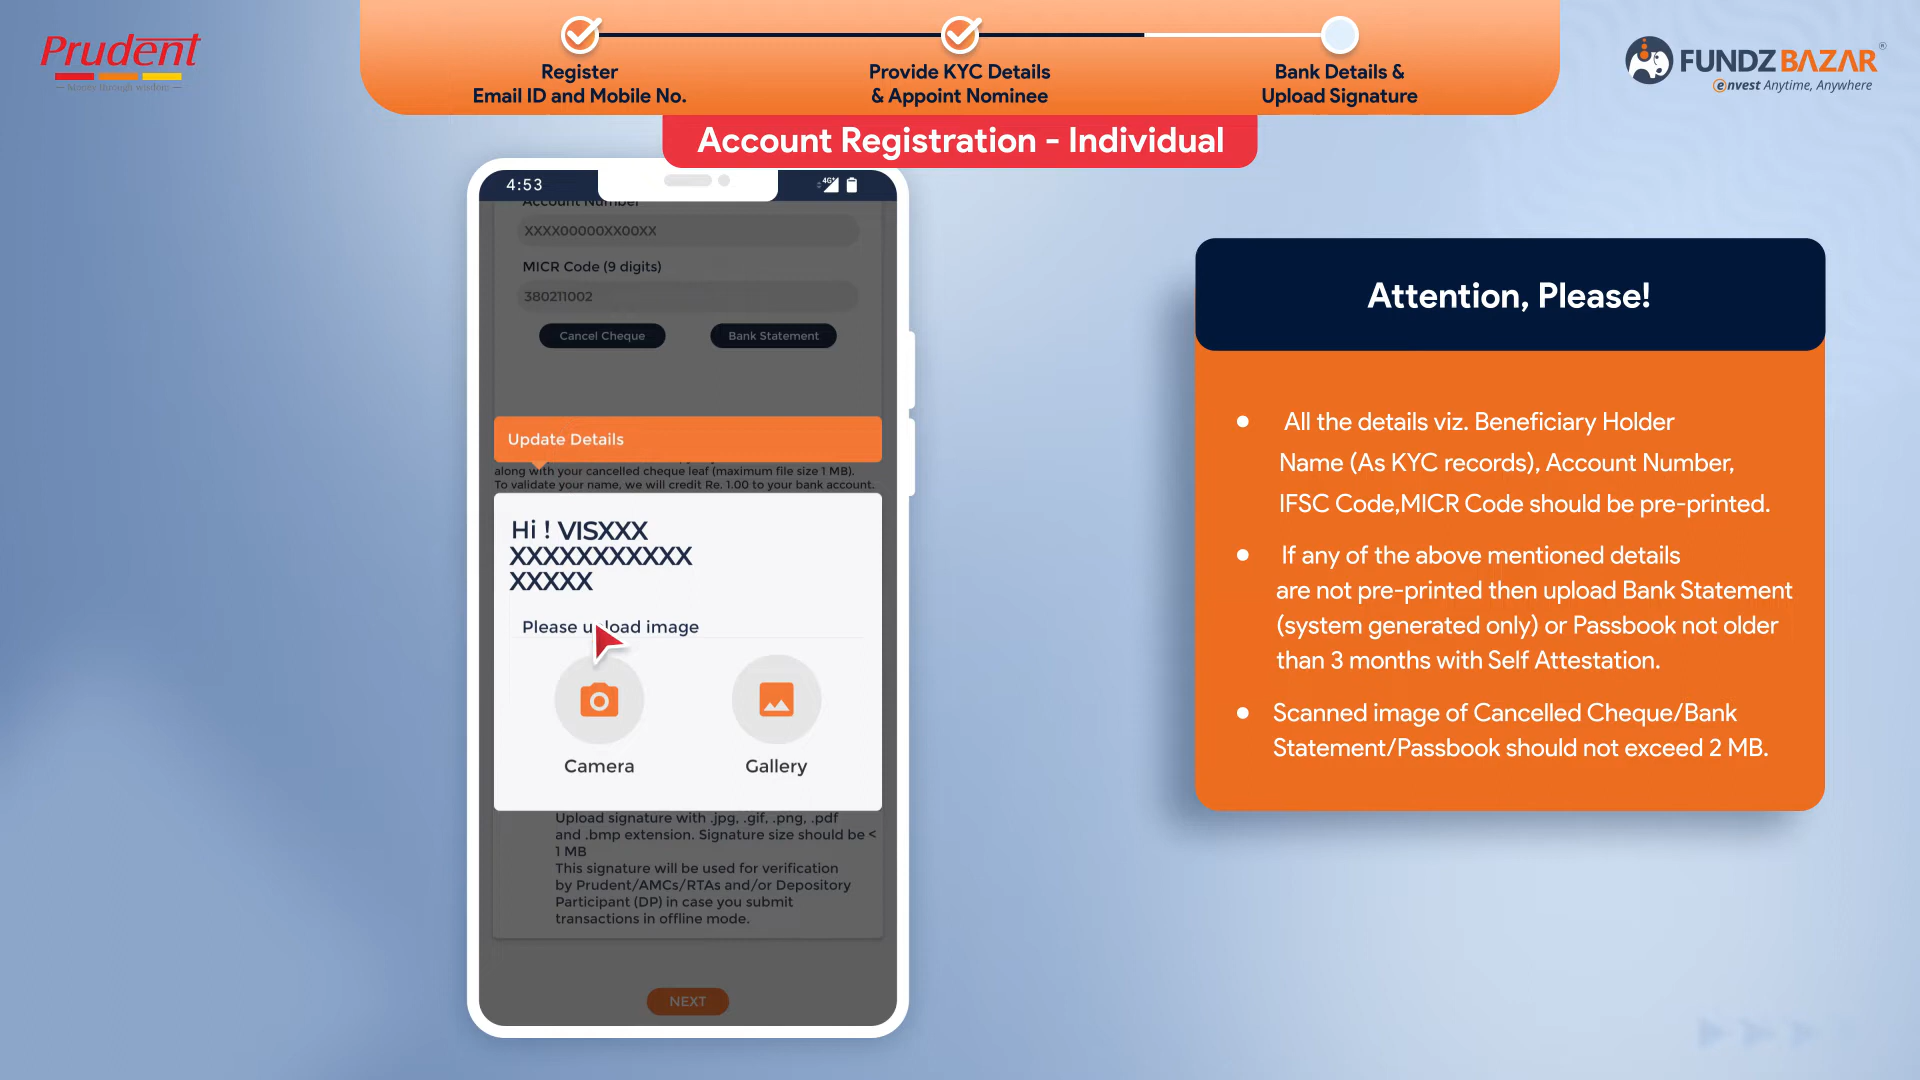 Prudent
Money through wisdom
Register
Email ID and Mobile No.
Provide KYC Details
& Appoint Nominee
Bank Details &
Upload Signature
FUNDZ BAZAR ®
@nvest Anytime, Anywhere
Account Registration - Individual
4:53
4G+
Account Number
XXXX00000XX00XX
MICR Code (9 digits)
380211002
Cancel Cheque
Bank Statement
Update Details
along with your cancelled cheque leaf (maximum file size 1 MB).
To validate your name, we will credit Re. 1.00 to your bank account.
Hi ! VISXXX
XXXXXXXXXXX
XXXXX
Please upload image
Camera
Gallery
Upload signature with .jpg, .gif, .png, .pdf
and .bmp extension. Signature size should be <
1 MB
This signature will be used for verification
by Prudent/AMCs/RTAs and/or Depository
Participant (DP) in case you submit
transactions in offline mode.
NEXT
Attention, Please!
● All the details viz. Beneficiary Holder
Name (As KYC records), Account Number,
IFSC Code,MICR Code should be pre-printed.
● If any of the above mentioned details
are not pre-printed then upload Bank Statement
(system generated only) or Passbook not older
than 3 months with Self Attestation.
● Scanned image of Cancelled Cheque/Bank
Statement/Passbook should not exceed 2 MB.